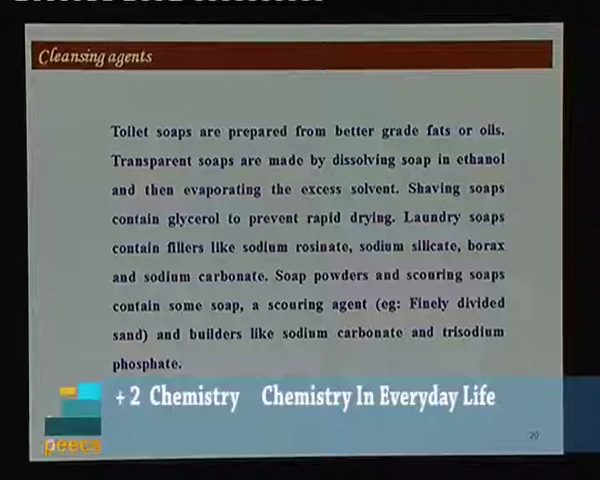 Cleansing agents
Toilet soaps are prepared from better grade fats or oils.
Transparent soaps are made by dissolving soap in ethanol
and then evaporating the excess solvent. Shaving soaps
contain glycerol to prevent rapid drying. Laundry soaps
contain fillers like sodium rosinate, sodium silicate, borax
and sodium carbonate. Soap powders and scouring soaps
contain some soap, a scouring agent (eg: Finely divided
sand) and builders like sodium carbonate and trisodium
phosphate.
+ 2 Chemistry Chemistry In Everyday Life
20
peeca